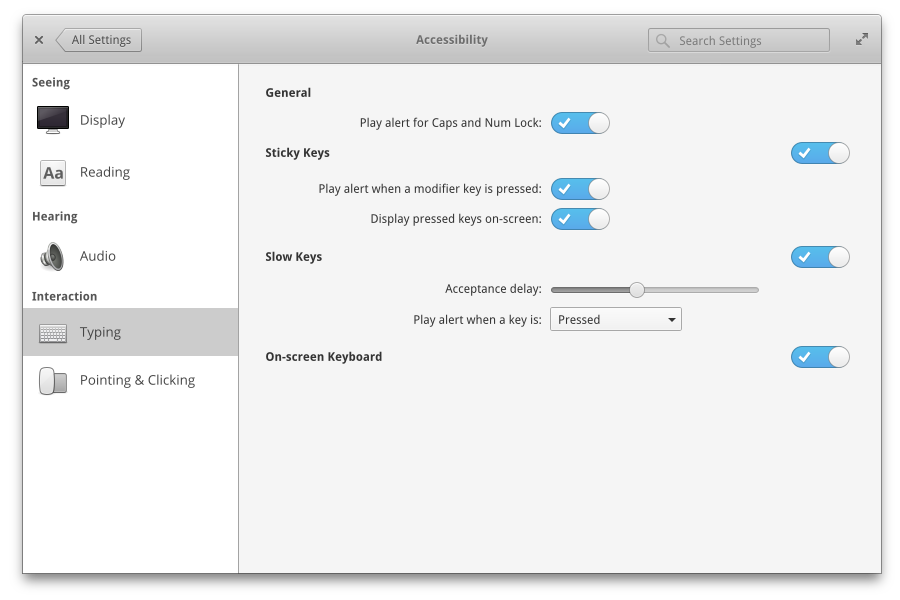 All Settings
Accessibility
Search Settings
Seeing
Display
Aa
Reading
Hearing
Audio
Interaction
Typing
Pointing & Clicking
General
Play alert for Caps and Num Lock:
Sticky Keys
Play alert when a modifier key is pressed:
Display pressed keys on-screen:
Slow Keys
Acceptance delay:
Play alert when a key is:
Pressed
On-screen Keyboard